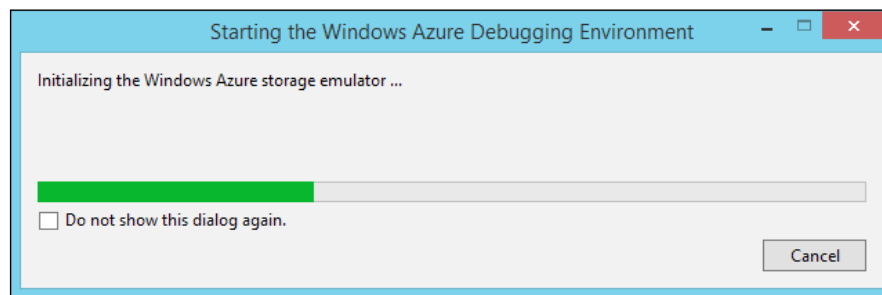 Starting the Windows Azure Debugging Environment
Initializing the Windows Azure storage emulator ...
Do not show this dialog again.
Cancel